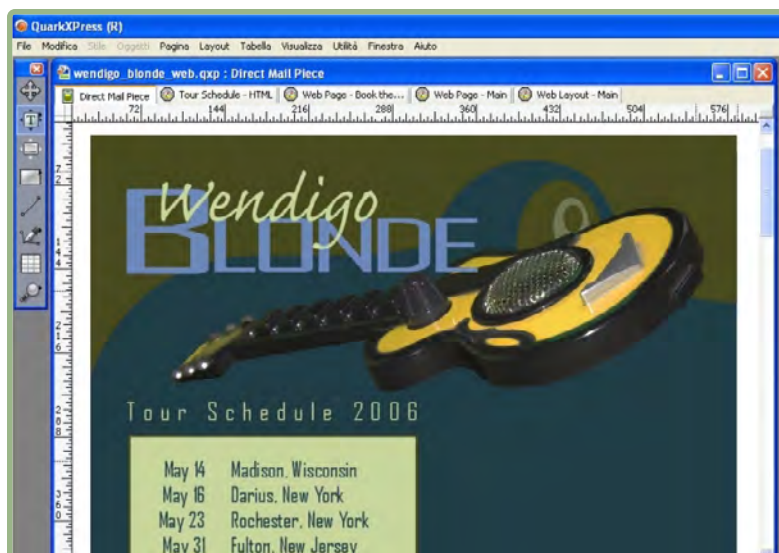 QuarkXPress (R)
File Modifica Stile Oggetti Pagina Layout Tabella Visualizza Utilità Finestra Aiuto
wendigo_blonde_web.qxp : Direct Mail Piece
Direct Mail Piece Tour Schedule - HTML Web Page - Book the... Web Page - Main Web Layout - Main
72 144 216 288 360 432 504 576
Wendigo
BLONDE
Tour Schedule 2006
May 14 Madison, Wisconsin
May 16 Darius, New York
May 23 Rochester, New York
May 31 Fulton, New Jersey